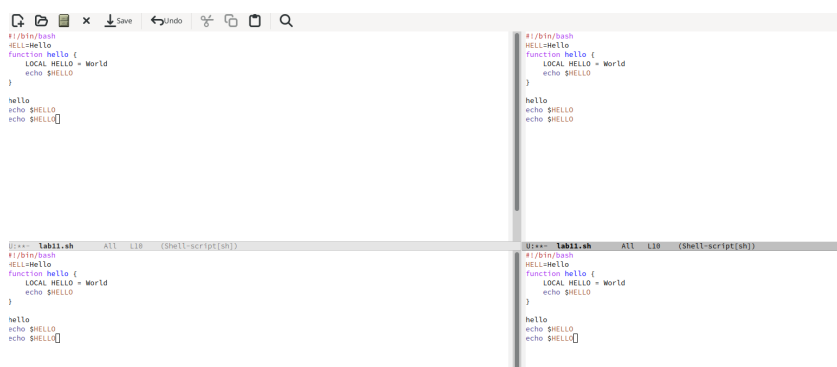 Save Undo
#!/bin/bash
HELL=Hello
function hello {
    LOCAL HELLO = World
    echo $HELLO
}
hello
echo $HELLO
echo $HELLO
U:**- lab11.sh All L10 (Shell-script[sh])
#!/bin/bash
HELL=Hello
function hello {
    LOCAL HELLO = World
    echo $HELLO
}
hello
echo $HELLO
echo $HELLO
U:**- lab11.sh All L10 (Shell-script[sh])
#!/bin/bash
HELL=Hello
function hello {
    LOCAL HELLO = World
    echo $HELLO
}
hello
echo $HELLO
echo $HELLO
#!/bin/bash
HELL=Hello
function hello {
    LOCAL HELLO = World
    echo $HELLO
}
hello
echo $HELLO
echo $HELLO